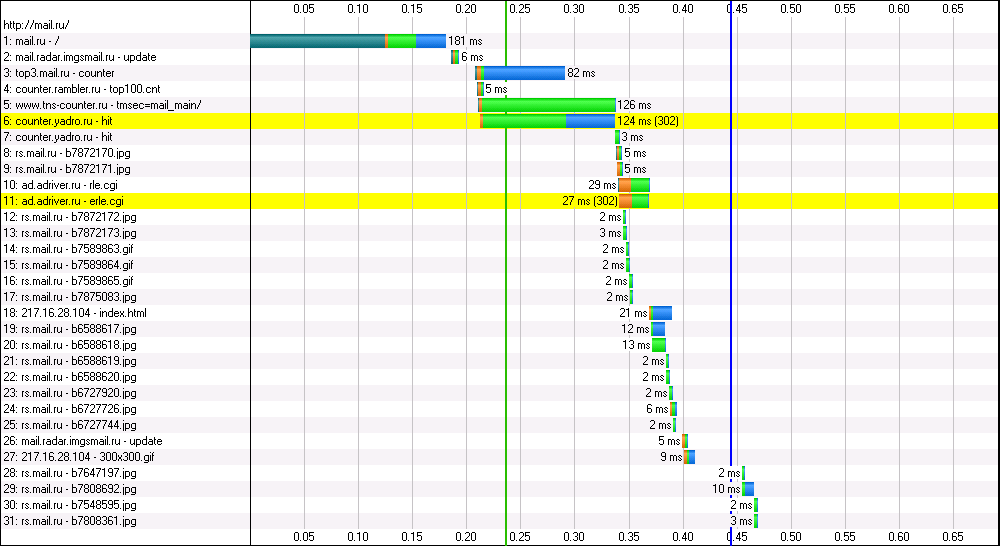 0.05 0.10 0.15 0.20 0.25 0.30 0.35 0.40 0.45 0.50 0.55 0.60 0.65
http://mail.ru/
1: mail.ru - / 181 ms
2: mail.radar.imgsmail.ru - update 6 ms
3: top3.mail.ru - counter 82 ms
4: counter.rambler.ru - top100.cnt 5 ms
5: www.tns-counter.ru - tmsec=mail_main/ 126 ms
6: counter.yadro.ru - hit 124 ms (302)
7: counter.yadro.ru - hit 3 ms
8: rs.mail.ru - b7872170.jpg 5 ms
9: rs.mail.ru - b7872171.jpg 5 ms
10: ad.adriver.ru - rle.cgi 29 ms
11: ad.adriver.ru - erle.cgi 27 ms (302)
12: rs.mail.ru - b7872172.jpg 2 ms
13: rs.mail.ru - b7872173.jpg 3 ms
14: rs.mail.ru - b7589863.gif 2 ms
15: rs.mail.ru - b7589864.gif 2 ms
16: rs.mail.ru - b7589865.gif 2 ms
17: rs.mail.ru - b7875083.jpg 2 ms
18: 217.16.28.104 - index.html 21 ms
19: rs.mail.ru - b6588617.jpg 12 ms
20: rs.mail.ru - b6588618.jpg 13 ms
21: rs.mail.ru - b6588619.jpg 2 ms
22: rs.mail.ru - b6588620.jpg 2 ms
23: rs.mail.ru - b6727920.jpg 2 ms
24: rs.mail.ru - b6727726.jpg 6 ms
25: rs.mail.ru - b6727744.jpg 2 ms
26: mail.radar.imgsmail.ru - update 5 ms
27: 217.16.28.104 - 300x300.gif 9 ms
28: rs.mail.ru - b7647197.jpg 2 ms
29: rs.mail.ru - b7808692.jpg 10 ms
30: rs.mail.ru - b7548595.jpg 2 ms
31: rs.mail.ru - b7808361.jpg 3 ms
0.05 0.10 0.15 0.20 0.25 0.30 0.35 0.40 0.45 0.50 0.55 0.60 0.65